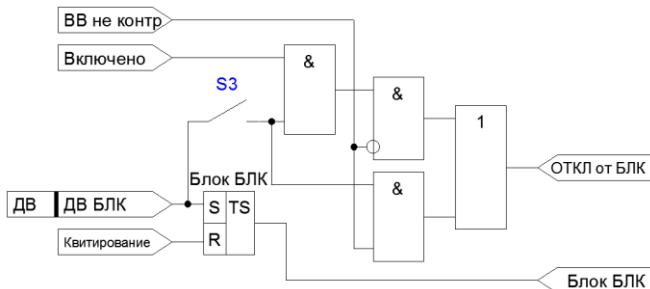 ВВ не контр
Включено
&
S3
&
1
ОТКЛ от БЛК
Блок БЛК
ДВ
ДВ БЛК
S
TS
&
Квитирование
R
Блок БЛК